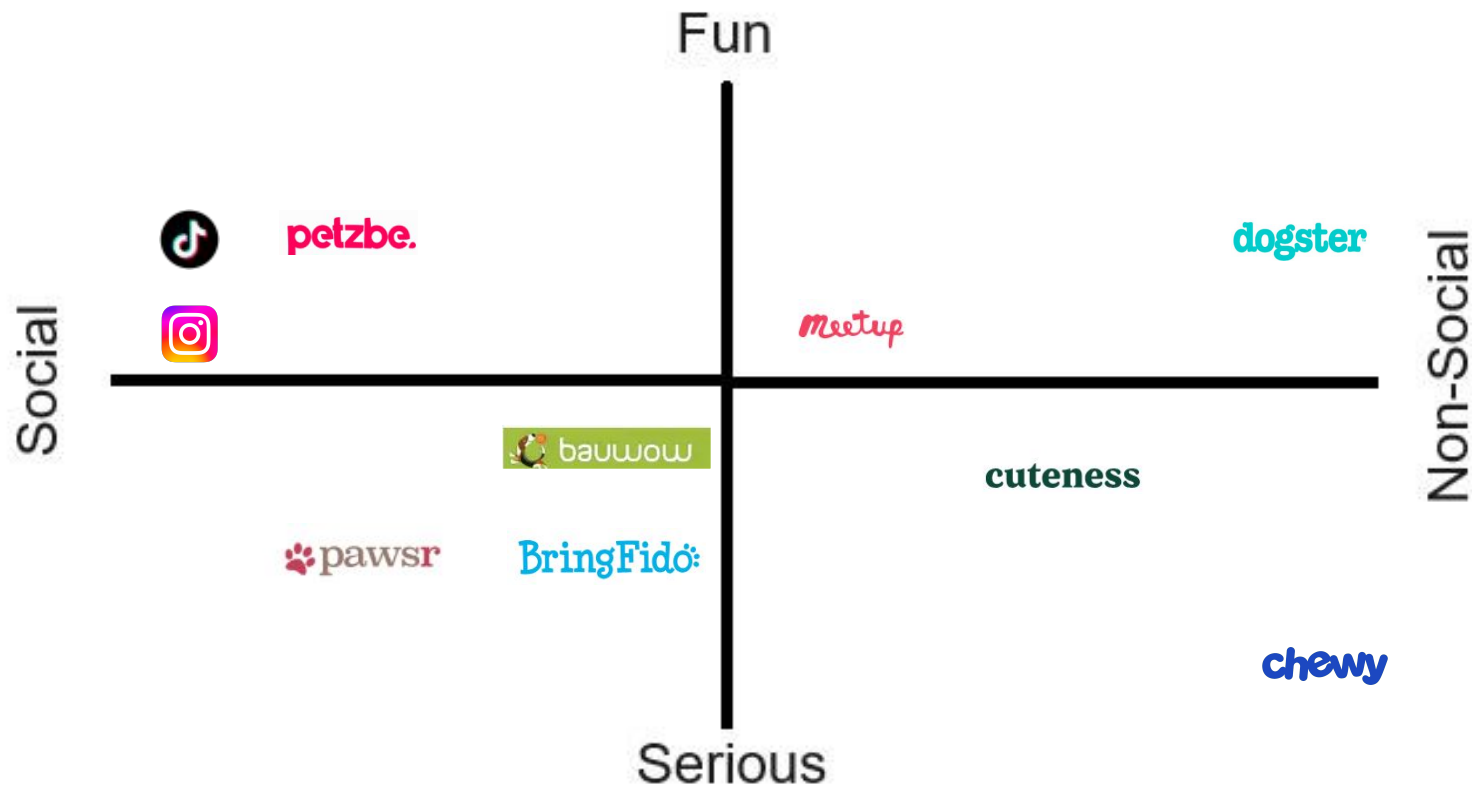 Fun
petzbe.
dogster
meetup
Social
Non-Social
bauwow
cuteness
pawsr
BringFido
chewy
Serious